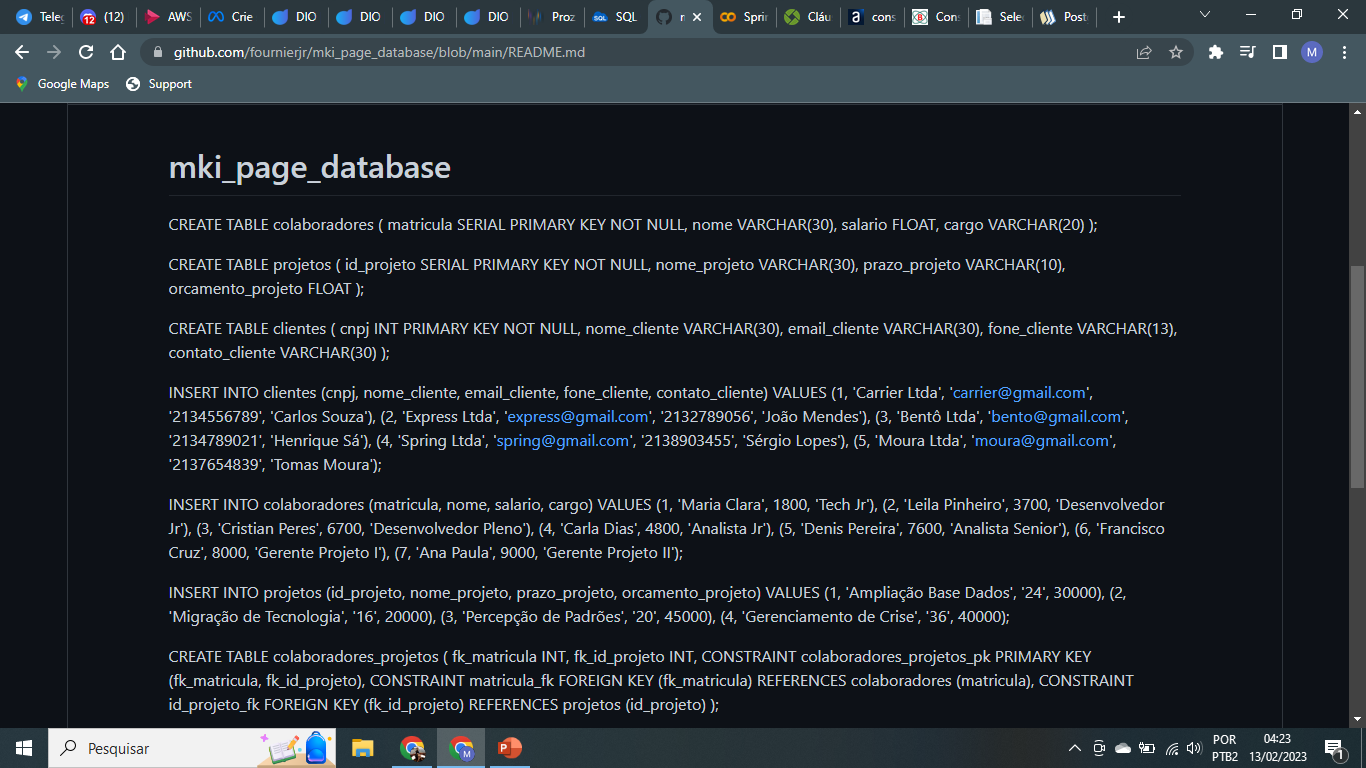 Teleg
12
(12)
AWS
Crie
DIO
DIO
DIO
DIO
Proz
SQL
SQL
Sprin
Cláu
a
cons
Cons
Sele
Post
github.com/fournierjr/mki_page_database/blob/main/README.md
M
Google Maps
Support
mki_page_database
CREATE TABLE colaboradores ( matricula SERIAL PRIMARY KEY NOT NULL, nome VARCHAR(30), salario FLOAT, cargo VARCHAR(20) );
CREATE TABLE projetos ( id_projeto SERIAL PRIMARY KEY NOT NULL, nome_projeto VARCHAR(30), prazo_projeto VARCHAR(10),
orcamento_projeto FLOAT );
CREATE TABLE clientes ( cnpj INT PRIMARY KEY NOT NULL, nome_cliente VARCHAR(30), email_cliente VARCHAR(30), fone_cliente VARCHAR(13),
contato_cliente VARCHAR(30) );
INSERT INTO clientes (cnpj, nome_cliente, email_cliente, fone_cliente, contato_cliente) VALUES (1, 'Carrier Ltda', 'carrier@gmail.com',
'2134556789', 'Carlos Souza'), (2, 'Express Ltda', 'express@gmail.com', '2132789056', 'João Mendes'), (3, 'Bentô Ltda', 'bento@gmail.com',
'2134789021', 'Henrique Sá'), (4, 'Spring Ltda', 'spring@gmail.com', '2138903455', 'Sérgio Lopes'), (5, 'Moura Ltda', 'moura@gmail.com',
'2137654839', 'Tomas Moura');
INSERT INTO colaboradores (matricula, nome, salario, cargo) VALUES (1, 'Maria Clara', 1800, 'Tech Jr'), (2, 'Leila Pinheiro', 3700, 'Desenvolvedor
Jr'), (3, 'Cristian Peres', 6700, 'Desenvolvedor Pleno'), (4, 'Carla Dias', 4800, 'Analista Jr'), (5, 'Denis Pereira', 7600, 'Analista Senior'), (6, 'Francisco
Cruz', 8000, 'Gerente Projeto I'), (7, 'Ana Paula', 9000, 'Gerente Projeto II');
INSERT INTO projetos (id_projeto, nome_projeto, prazo_projeto, orcamento_projeto) VALUES (1, 'Ampliação Base Dados', '24', 30000), (2,
'Migração de Tecnologia', '16', 20000), (3, 'Percepção de Padrões', '20', 45000), (4, 'Gerenciamento de Crise', '36', 40000);
CREATE TABLE colaboradores_projetos ( fk_matricula INT, fk_id_projeto INT, CONSTRAINT colaboradores_projetos_pk PRIMARY KEY
(fk_matricula, fk_id_projeto), CONSTRAINT matricula_fk FOREIGN KEY (fk_matricula) REFERENCES colaboradores (matricula), CONSTRAINT
id_projeto_fk FOREIGN KEY (fk_id_projeto) REFERENCES projetos (id_projeto) );
Pesquisar
M
P
POR
PTB2
04:23
13/02/2023
1